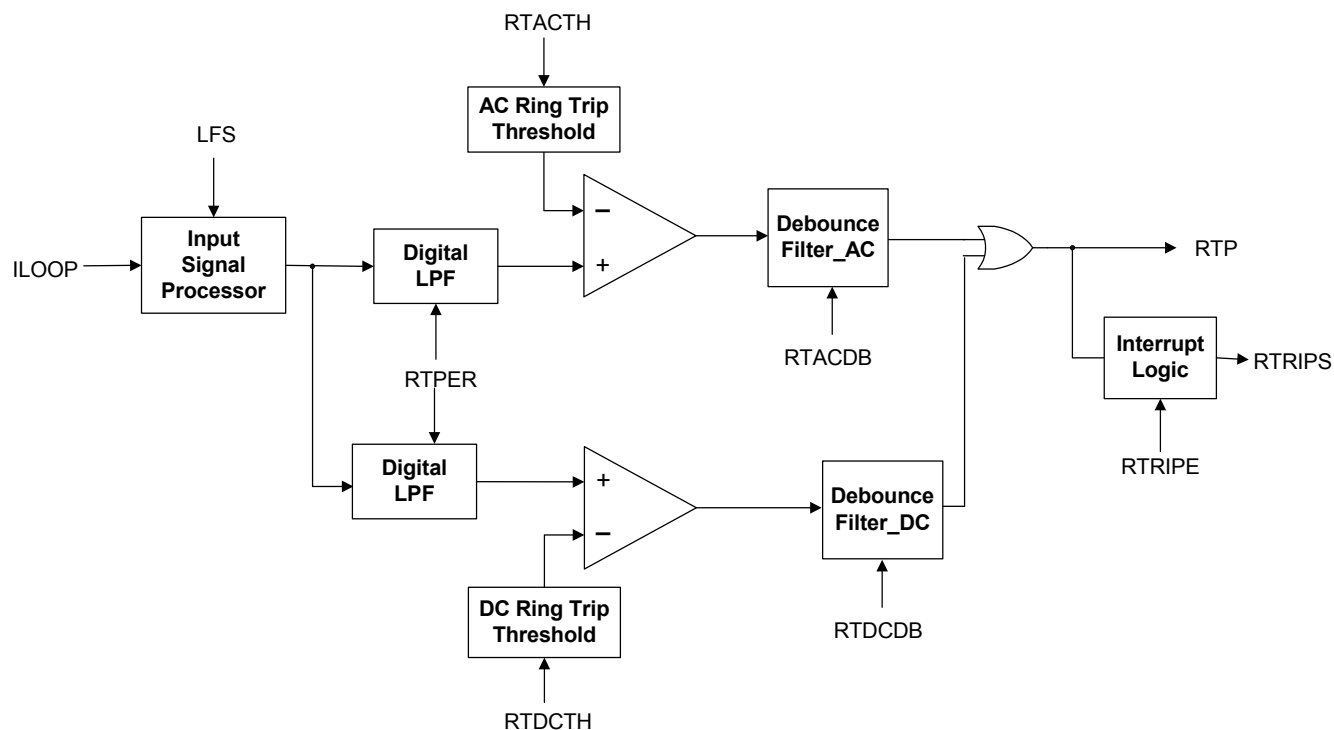 RTACTH
AC Ring Trip
Threshold
LFS
Input
Signal
Processor
ILOOP
Digital
LPF
−
+
Debounce
Filter_AC
RTP
RTACDB
Interrupt
Logic
RTRIPS
RTPER
RTRIPE
Digital
LPF
+
−
Debounce
Filter_DC
DC Ring Trip
Threshold
RTDCDB
RTDCTH